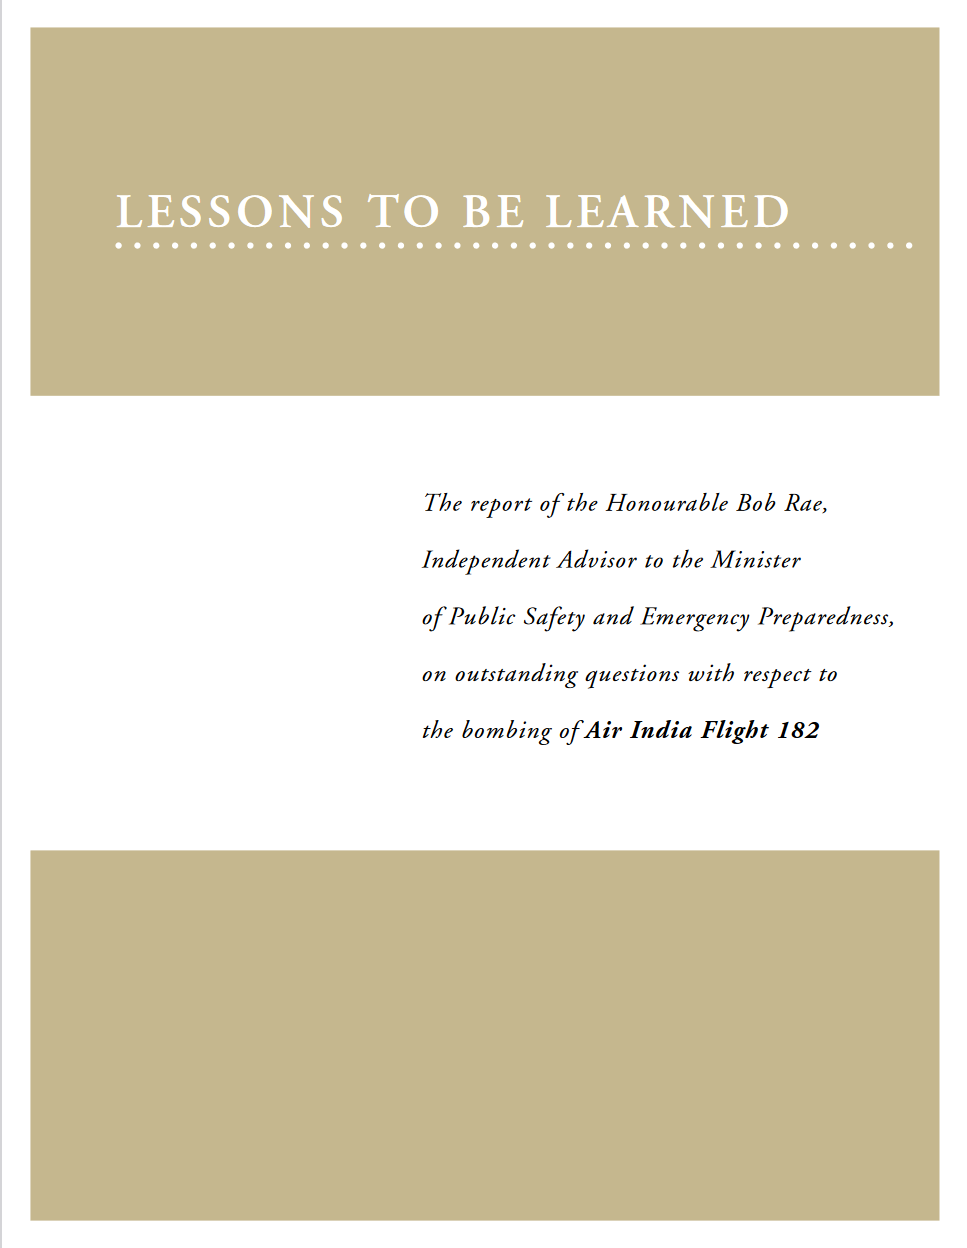 LESSONS TO BE LEARNED
The report of the Honourable Bob Rae,
Independent Advisor to the Minister
of Public Safety and Emergency Preparedness,
on outstanding questions with respect to
the bombing of Air India Flight 182